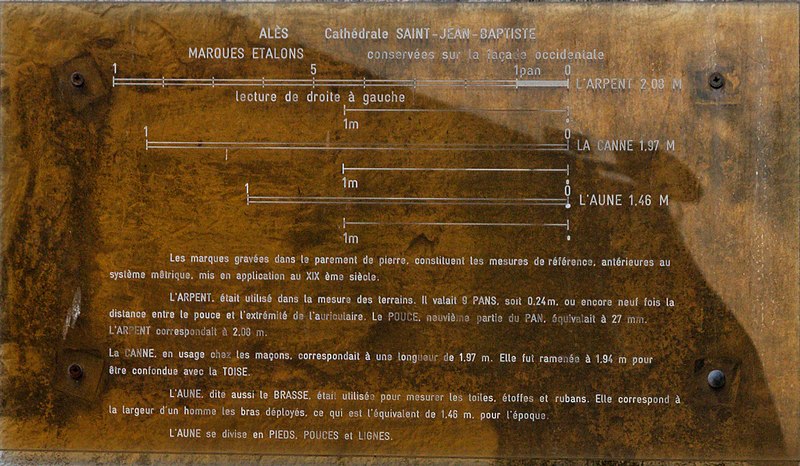 ALÈS Cathédrale SAINT-JEAN-BAPTISTE
MARQUES ETALONS conservées sur la façade occidentale
1 5 1pan 0
L'ARPENT 2,08 M
lecture de droite à gauche
1m
1 0
LA CANNE 1,97 M
1m
1 0
L'AUNE 1,46 M
1m
Les marques gravées dans le parement de pierre, constituent les mesures de référence, antérieures au
système métrique, mis en application au XIX ème siècle.
L'ARPENT, était utilisé dans la mesure des terrains. Il valait 9 PANS, soit 0,24m, ou encore neuf fois la
distance entre le pouce et l'extrémité de l'auriculaire. Le POUCE, neuvième partie du PAN, équivalait à 27 mm.
L'ARPENT correspondait à 2,08 m.
La CANNE, en usage chez les maçons, correspondait à une longueur de 1,97 m. Elle fut ramenée à 1,94 m pour
être confondue avec la TOISE.
L'AUNE, dite aussi le BRASSE, était utilisée pour mesurer les toiles, étoffes et rubans. Elle correspond à
la largeur d'un homme les bras déployés, ce qui est l'équivalent de 1,46 m, pour l'époque.
L'AUNE se divise en PIEDS, POUCES et LIGNES.